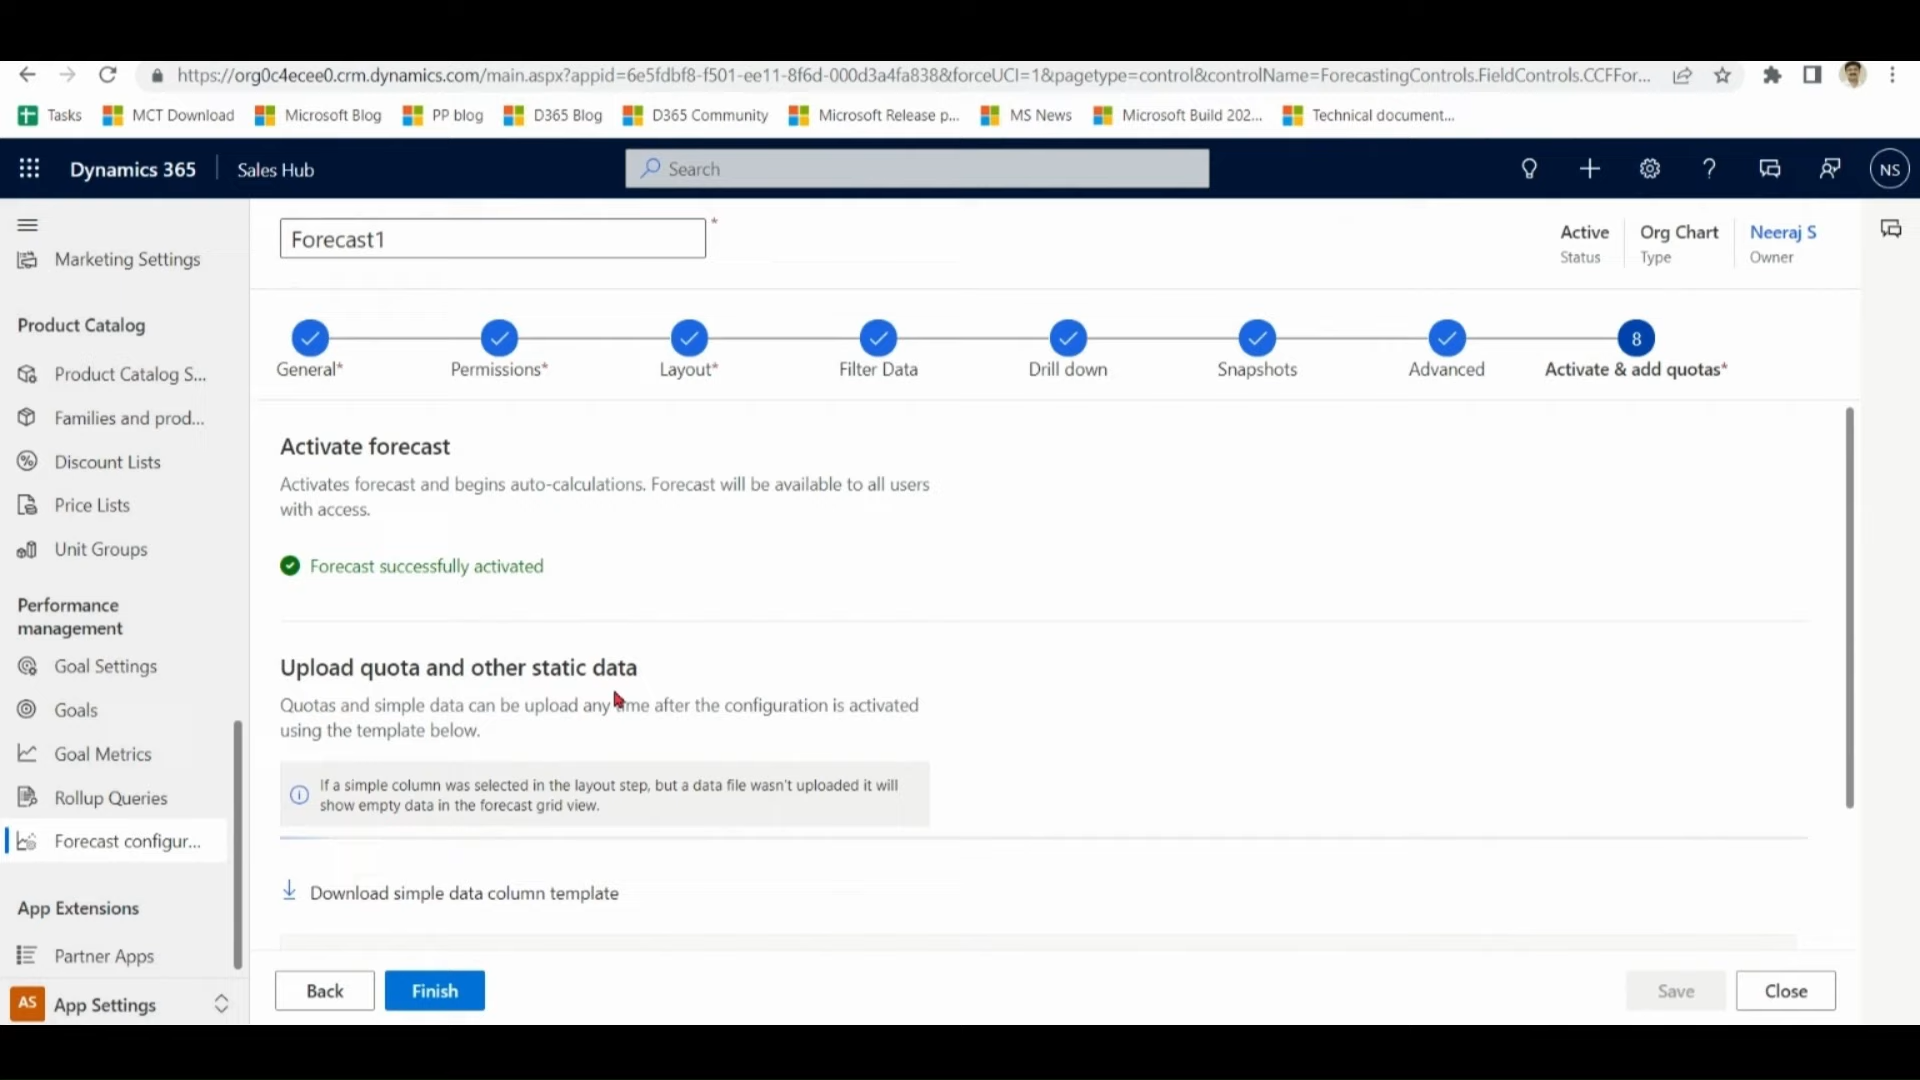 https://org0c4ecee0.crm.dynamics.com/main.aspx?appid=6e5fdbf8-f501-ee11-8f6d-000d3a4fa838&forceUCI=1&pagetype=control&controlName=ForecastingControls.FieldControls.CCFFor...
Tasks
MCT Download
Microsoft Blog
PP blog
D365 Blog
D365 Community
Microsoft Release p...
MS News
Microsoft Build 202...
Technical document...
Dynamics 365
Sales Hub
Search
NS
Marketing Settings
Product Catalog
Product Catalog S...
Families and prod...
Discount Lists
Price Lists
Unit Groups
Performance
management
Goal Settings
Goals
Goal Metrics
Rollup Queries
Forecast configur...
App Extensions
Partner Apps
AS
App Settings
Forecast1
*
Active
Status
Org Chart
Type
Neeraj S
Owner
General*
Permissions*
Layout*
Filter Data
Drill down
Snapshots
Advanced
8
Activate & add quotas*
Activate forecast
Activates forecast and begins auto-calculations. Forecast will be available to all users
with access.
Forecast successfully activated
Upload quota and other static data
Quotas and simple data can be upload any time after the configuration is activated
using the template below.
If a simple column was selected in the layout step, but a data file wasn't uploaded it will
show empty data in the forecast grid view.
Download simple data column template
Back
Finish
Save
Close